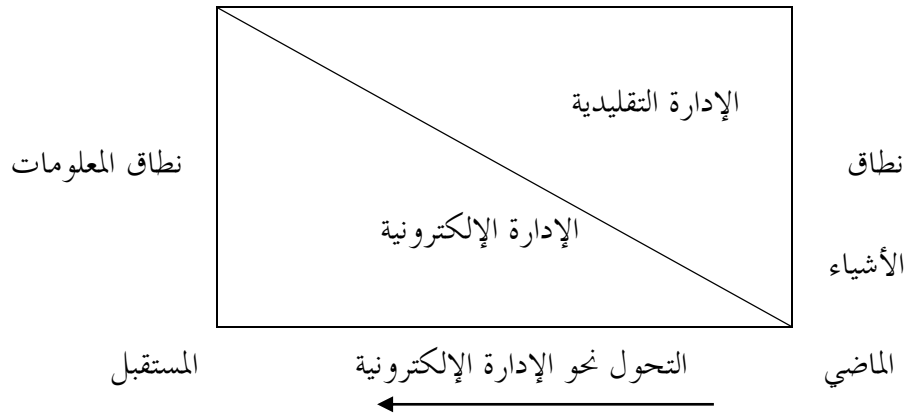 الإدارة التقليدية
نطاق
الأشياء
نطاق المعلومات
الإدارة الإلكترونية
الماضي
التحول نحو الإدارة الإلكترونية
المستقبل